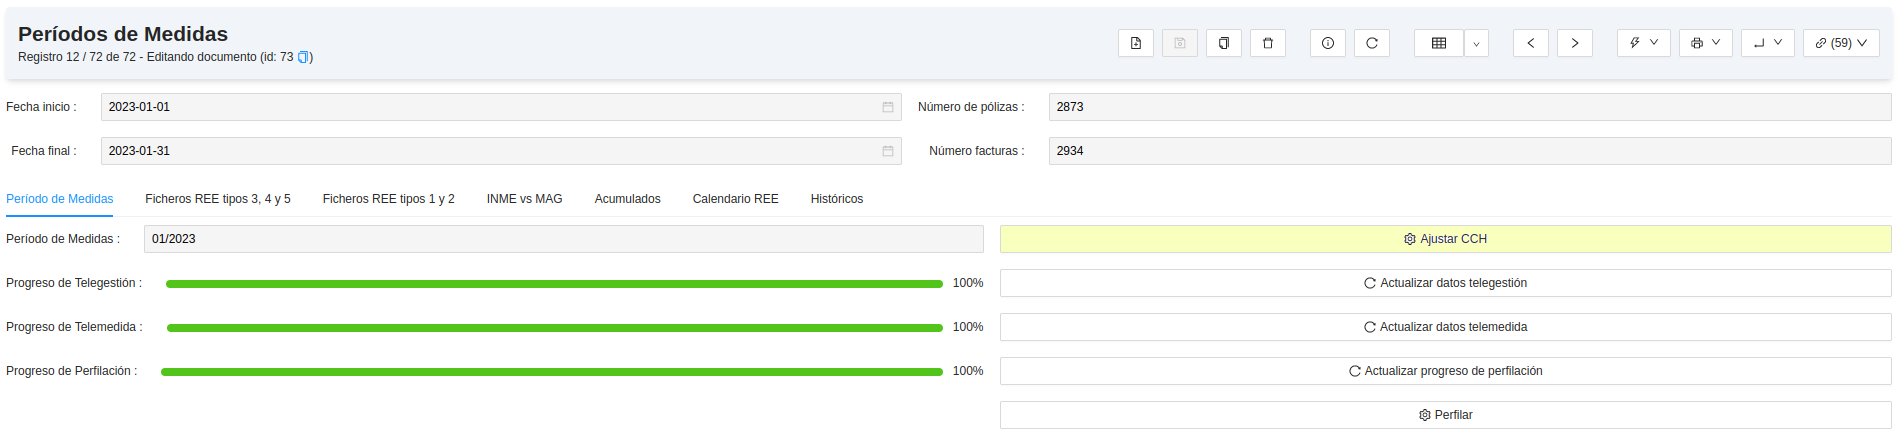 Períodos de Medidas
Registro 12 / 72 de 72 - Editando documento (id: 73 )
(59)
Fecha inicio : 2023-01-01 Número de pólizas : 2873
Fecha final : 2023-01-31 Número facturas : 2934
Período de Medidas Ficheros REE tipos 3, 4 y 5 Ficheros REE tipos 1 y 2 INME vs MAG Acumulados Calendario REE Históricos
Período de Medidas : 01/2023 Ajustar CCH
Progreso de Telegestión : 100% Actualizar datos telegestión
Progreso de Telemedida : 100% Actualizar datos telemedida
Progreso de Perfilación : 100% Actualizar progreso de perfilación
Perfilar